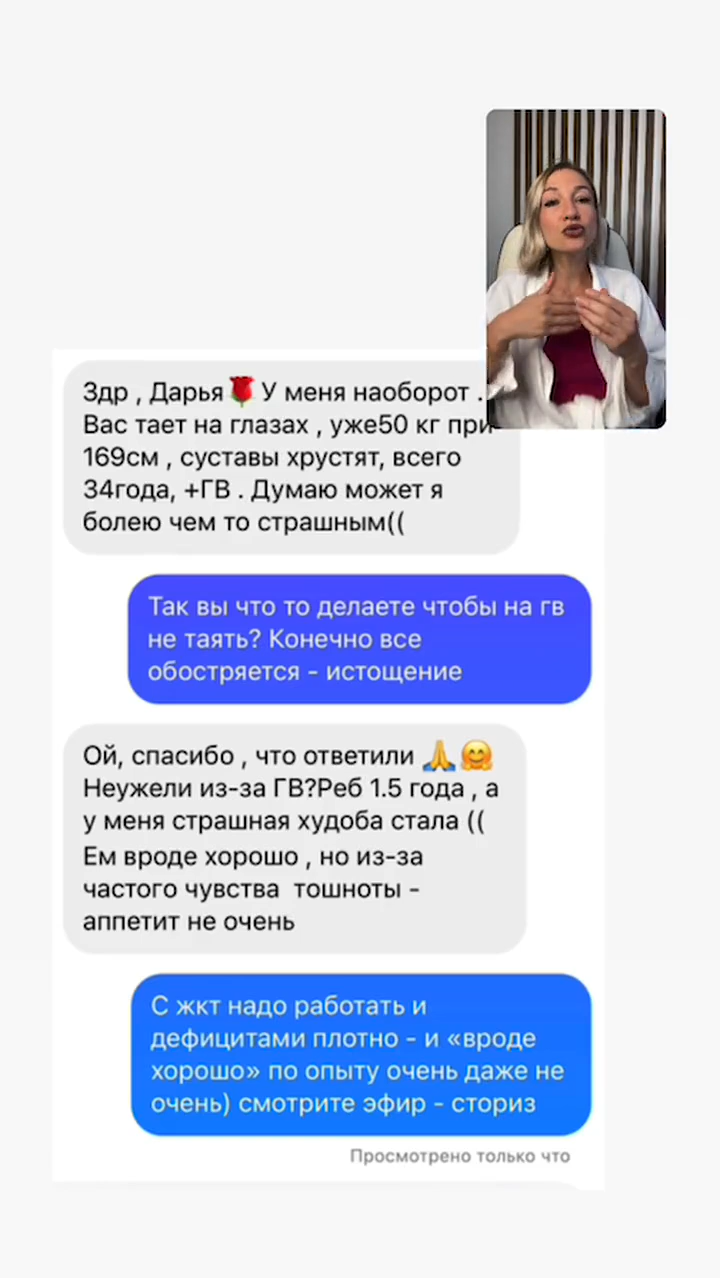 Здр , Дарья🌹 У меня наоборот .
Вас тает на глазах , уже50 кг при
169см , суставы хрустят, всего
34года, +ГВ . Думаю может я
болею чем то страшным((
Так вы что то делаете чтобы на гв
не таять? Конечно все
обостряется - истощение
Ой, спасибо , что ответили 🙏🤗
Неужели из-за ГВ?Реб 1.5 года , а
у меня страшная худоба стала ((
Ем вроде хорошо , но из-за
частого чувства тошноты -
аппетит не очень
С жкт надо работать и
дефицитами плотно - и «вроде
хорошо» по опыту очень даже не
очень) смотрите эфир - сториз
Просмотрено только что